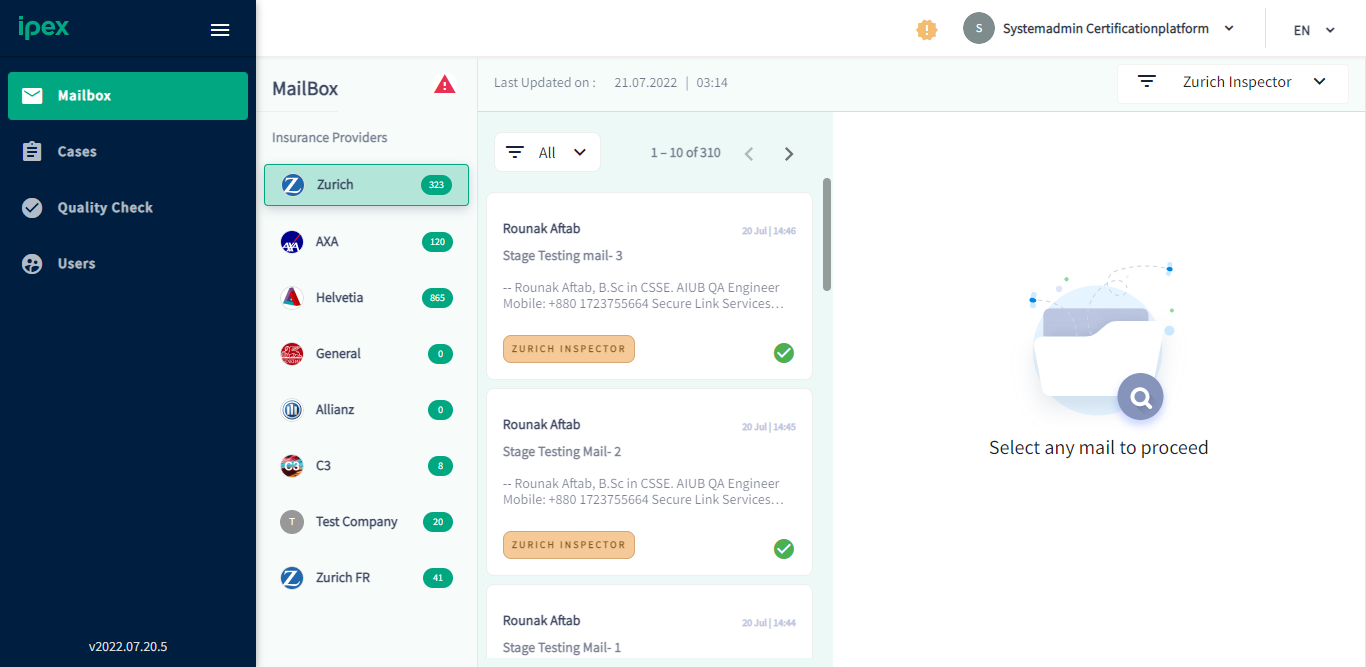 ipex
Mailbox
Cases
Quality Check
Users
v2022.07.20.5
S
Systemadmin Certificationplatform
EN
MailBox
Insurance Providers
Zurich 323
AXA
AXA 120
Helvetia 865
General 0
Allianz 0
C3
C3 8
T
Test Company 20
Zurich FR 41
Last Updated on : 21.07.2022 | 03:14
Zurich Inspector
All
1 – 10 of 310
Rounak Aftab 20 Jul | 14:46
Stage Testing mail- 3
-- Rounak Aftab, B.Sc in CSSE. AIUB QA Engineer
Mobile: +880 1723755664 Secure Link Services…
ZURICH INSPECTOR
Rounak Aftab 20 Jul | 14:45
Stage Testing Mail- 2
-- Rounak Aftab, B.Sc in CSSE. AIUB QA Engineer
Mobile: +880 1723755664 Secure Link Services…
ZURICH INSPECTOR
Rounak Aftab 20 Jul | 14:44
Stage Testing Mail- 1
Select any mail to proceed